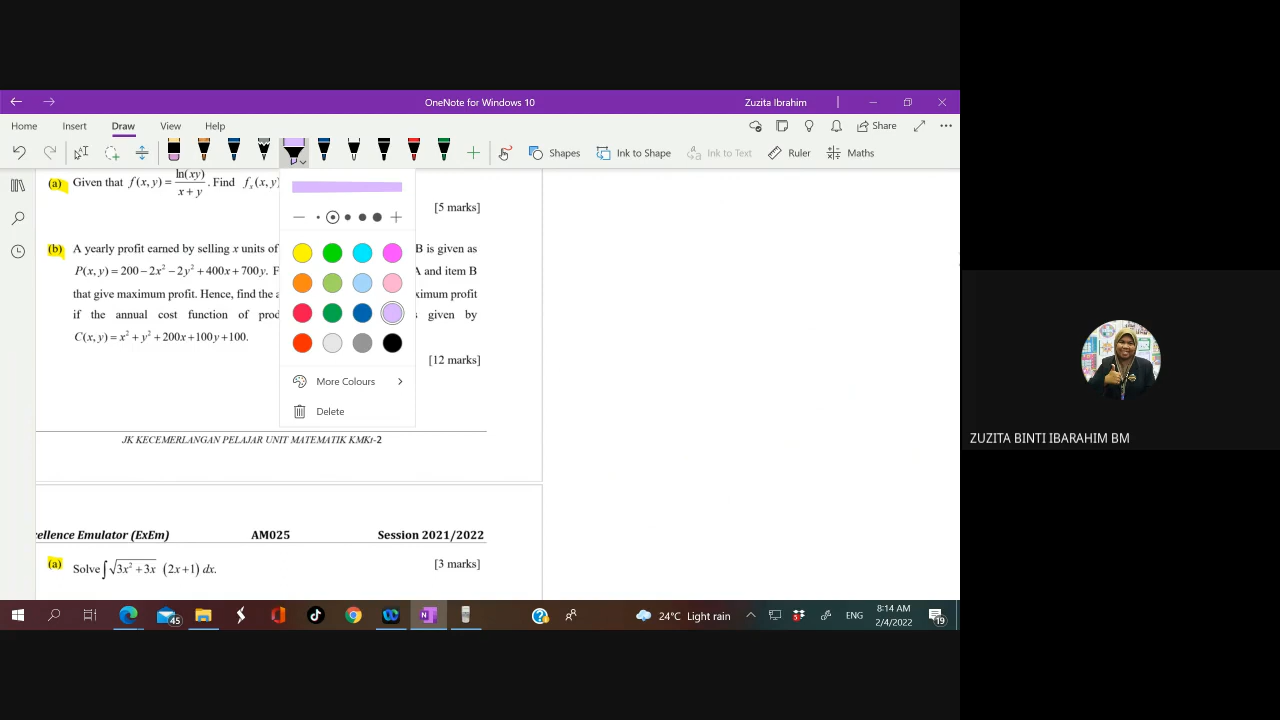 OneNote for Windows 10
Zuzita Ibrahim
Home Insert Draw View Help
Share
Shapes Ink to Shape Ink to Text Ruler Maths
(a) Given that f(x, y) = ln(xy) / x + y . Find fₓ(x, y
[5 marks]
(b) A yearly profit earned by selling x units of B is given as
P(x, y) = 200 − 2x² − 2y² + 400x + 700y. F A and item B
that give maximum profit. Hence, find the a ximum profit
if the annual cost function of prod s given by
C(x, y) = x² + y² + 200x + 100y + 100.
[12 marks]
More Colours
Delete
JK KECEMERLANGAN PELAJAR UNIT MATEMATIK KMKt-2
cellence Emulator (ExEm) AM025 Session 2021/2022
(a) Solve ∫ √3x² + 3x (2x + 1) dx.
[3 marks]
ZUZITA BINTI IBARAHIM BM
45
24°C Light rain
5
ENG
8:14 AM
2/4/2022
19